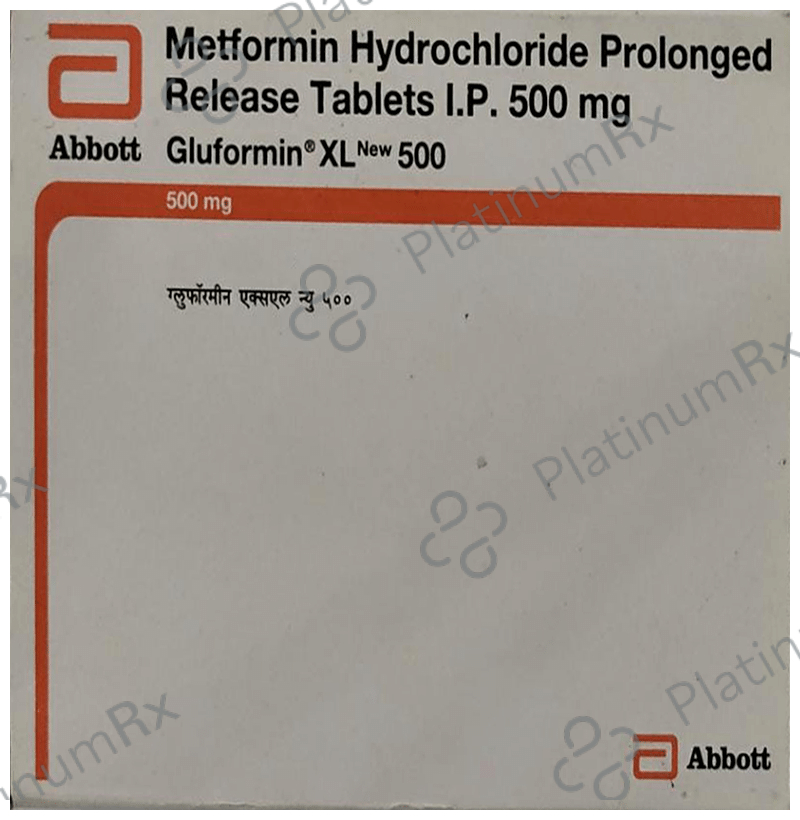 Metformin Hydrochloride Prolonged
Release Tablets I.P. 500 mg
Abbott Gluformin® XL New 500
500 mg
ग्लुफॉरमीन एक्सएल न्यु ५००
PlatinumRx
PlatinumRx
PlatinumRx
Abbott